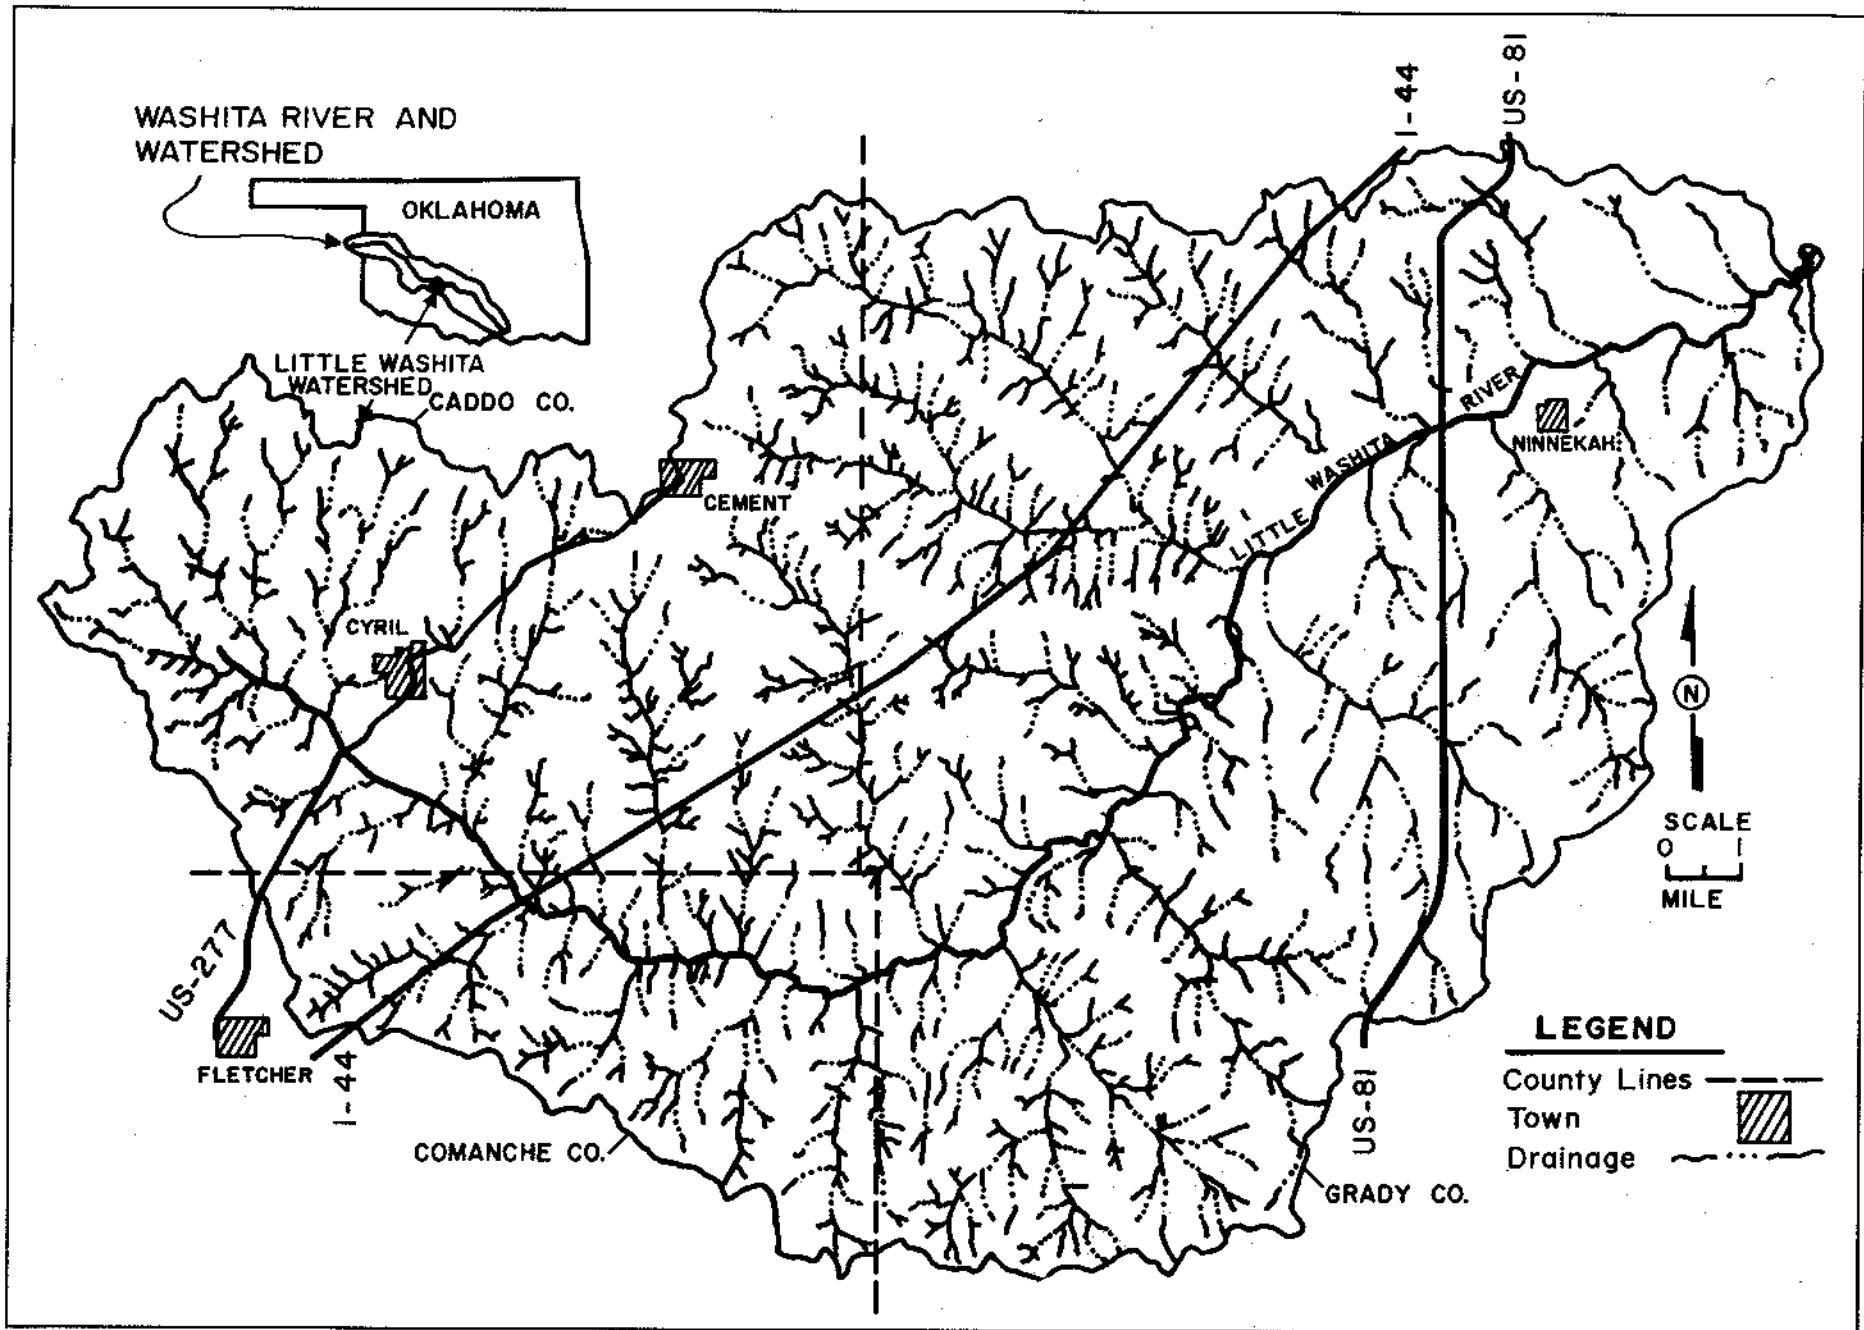 WASHITA RIVER AND
WATERSHED
OKLAHOMA
LITTLE WASHITA
WATERSHED
CADDO CO.
I-44
US-81
CEMENT
CYRIL
LITTLE WASHITA RIVER
NINNEKAH
N
SCALE
0 1
MILE
US-277
FLETCHER
I-44
COMANCHE CO.
US-81
GRADY CO.
LEGEND
County Lines
Town
Drainage